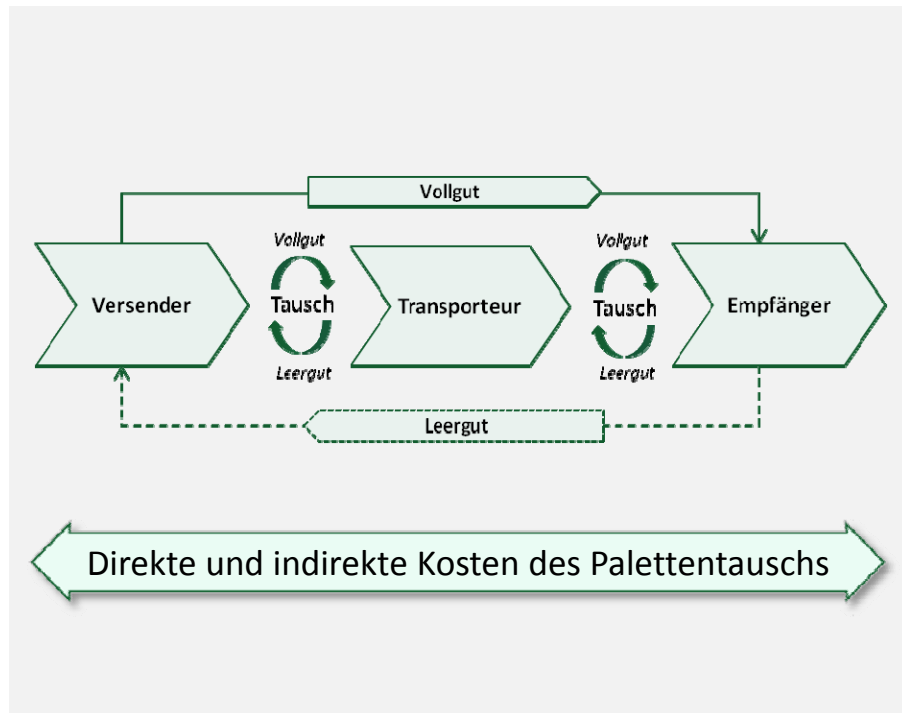 Vollgut
Vollgut
Vollgut
Versender
Tausch
Transporteur
Tausch
Empfänger
Leergut
Leergut
Leergut
Direkte und indirekte Kosten des Palettentauschs